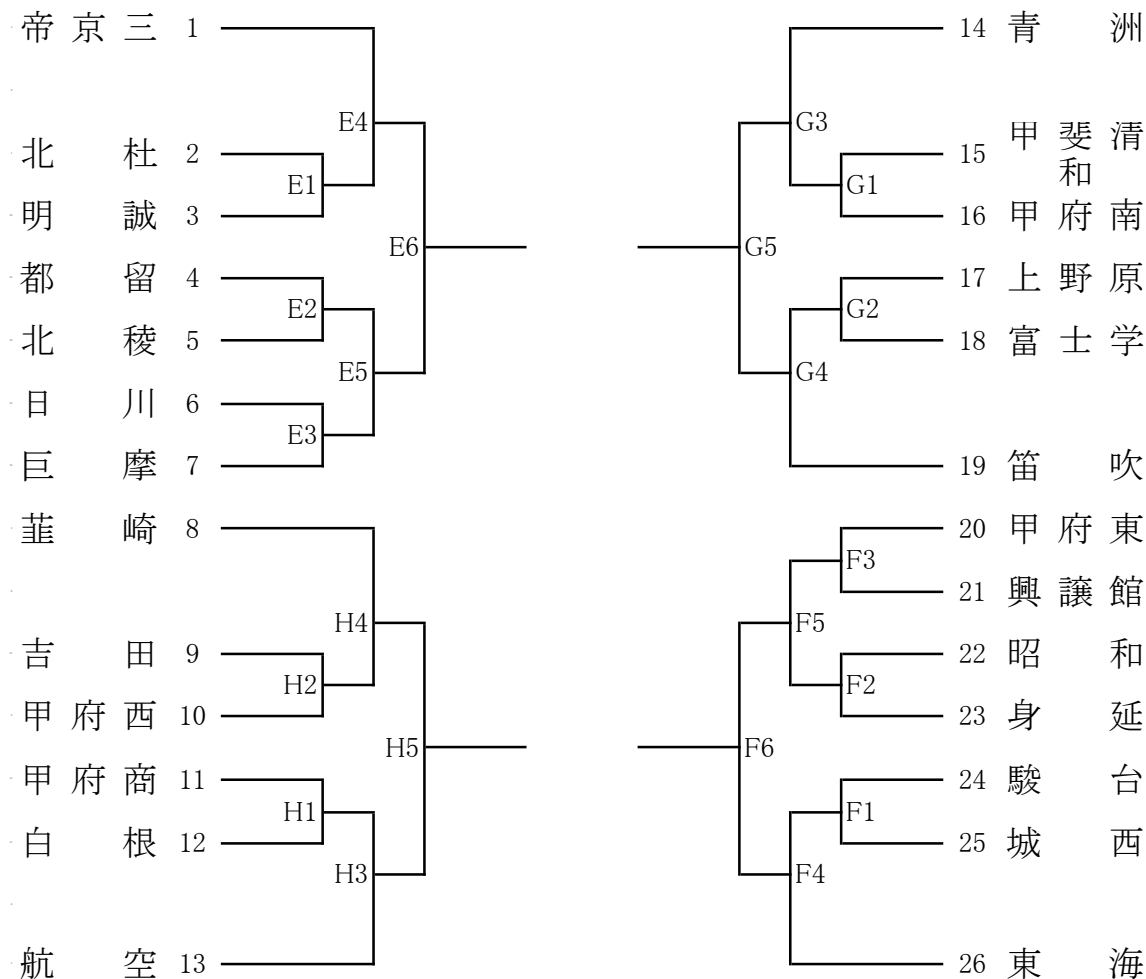 帝京三 1
E4
北杜 2
E1
明誠 3
E6
都留 4
E2
北稜 5
E5
日川 6
E3
巨摩 7
韮崎 8
H4
吉田 9
H2
甲府西 10
H5
甲府商 11
H1
白根 12
H3
航空 13
14 青洲
G3
15 甲斐清和
G1
16 甲府南
G5
17 上野原
G2
18 富士学
G4
19 笛吹
20 甲府東
F3
21 興譲館
F5
22 昭和
F2
23 身延
F6
24 駿台
F1
25 城西
F4
26 東海